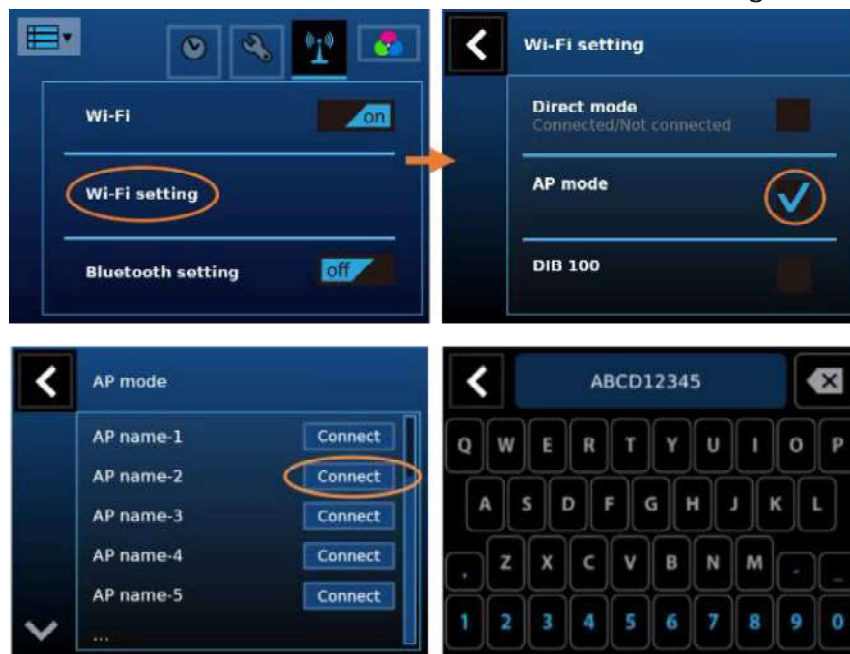 Wi-Fi
on
Wi-Fi setting
Bluetooth setting
off
Wi-Fi setting
Direct mode
Connected/Not connected
AP mode
DIB 100
AP mode
AP name-1 Connect
AP name-2 Connect
AP name-3 Connect
AP name-4 Connect
AP name-5 Connect
...
ABCD12345
Q W E R T Y U I O P
A S D F G H J K L
, Z X C V B N M - _
1 2 3 4 5 6 7 8 9 0